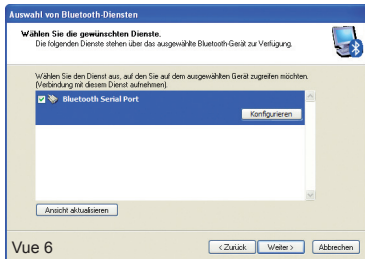 Auswahl von Bluetooth-Diensten
Wählen Sie die gewünschten Dienste.
Die folgenden Dienste stehen über das ausgewählte Bluetooth-Gerät zur Verfügung.
Wählen Sie den Dienst aus, auf den Sie auf dem ausgewählten Gerät zugreifen möchten.
(Verbindung mit diesem Dienst aufnehmen).
Bluetooth Serial Port
Konfigurieren
Ansicht aktualisieren
Vue 6
< Zurück
Weiter >
Abbrechen